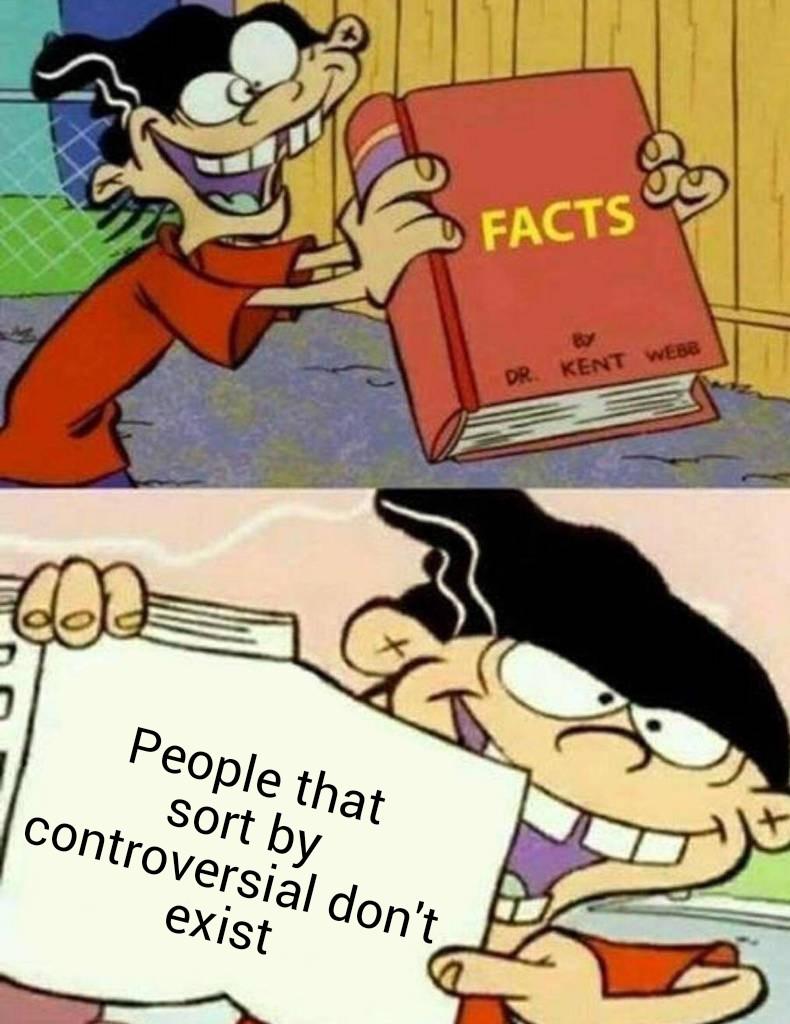 FACTS
By
DR. KENT WEBB
People that
sort by
controversial don't
exist